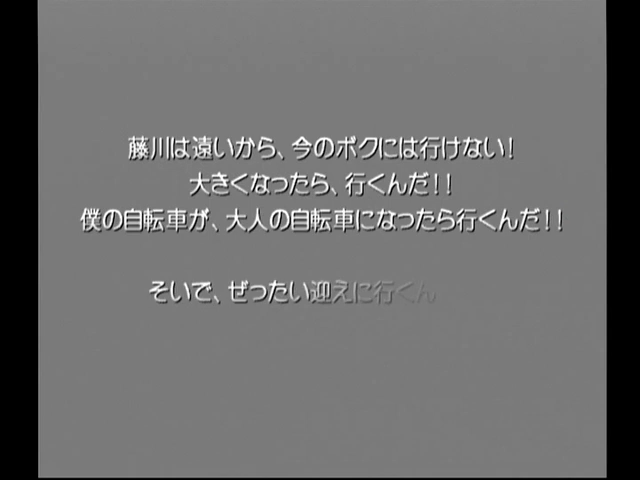 藤川は遠いから、今のボクには行けない!
大きくなったら、行くんだ!!
僕の自転車が、大人の自転車になったら行くんだ!!
そいで、ぜったい迎えに行くん